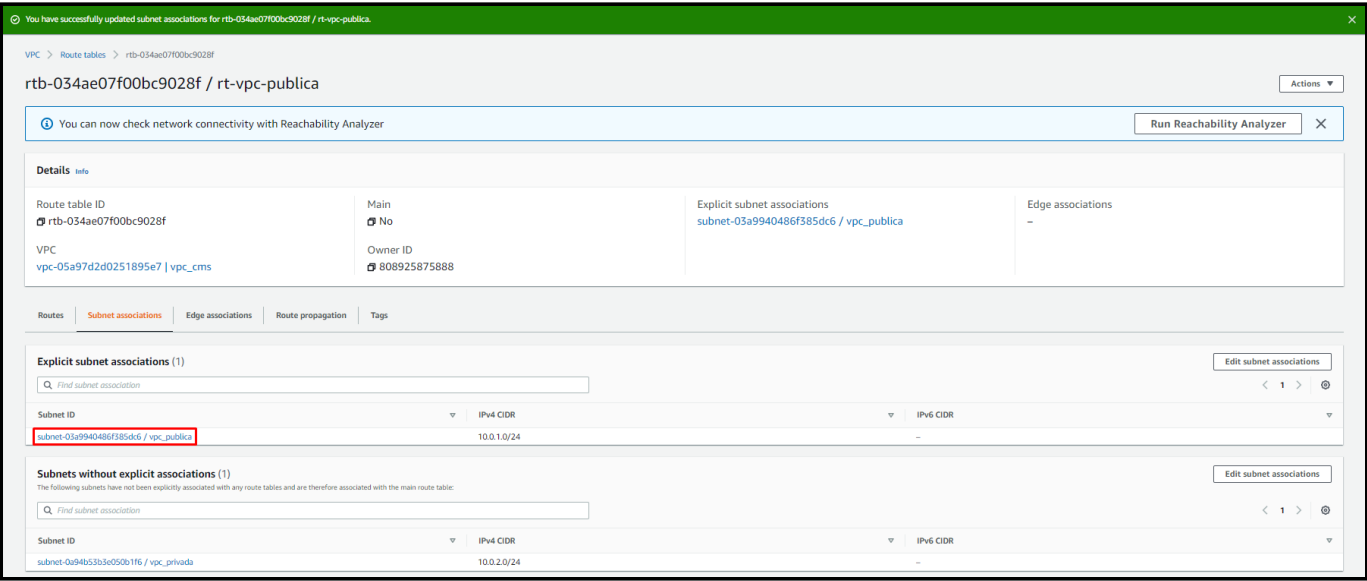 You have successfully updated subnet associations for rtb-034ae07f00bc9028f / rt-vpc-publica.
VPC > Route tables > rtb-034ae07f00bc9028f
rtb-034ae07f00bc9028f / rt-vpc-publica
Actions
You can now check network connectivity with Reachability Analyzer
Run Reachability Analyzer
Details Info
Route table ID
rtb-034ae07f00bc9028f
Main
No
Explicit subnet associations
subnet-03a9940486f385dc6 / vpc_publica
Edge associations
–
VPC
vpc-05a97d2d0251895e7 | vpc_cms
Owner ID
808925875888
Routes Subnet associations Edge associations Route propagation Tags
Explicit subnet associations (1)
Edit subnet associations
Find subnet association
< 1 >
Subnet ID IPv4 CIDR IPv6 CIDR
subnet-03a9940486f385dc6 / vpc_publica 10.0.1.0/24 –
Subnets without explicit associations (1)
Edit subnet associations
The following subnets have not been explicitly associated with any route tables and are therefore associated with the main route table:
Find subnet association
< 1 >
Subnet ID IPv4 CIDR IPv6 CIDR
subnet-0a94b53b3e050b1f6 / vpc_privada 10.0.2.0/24 –